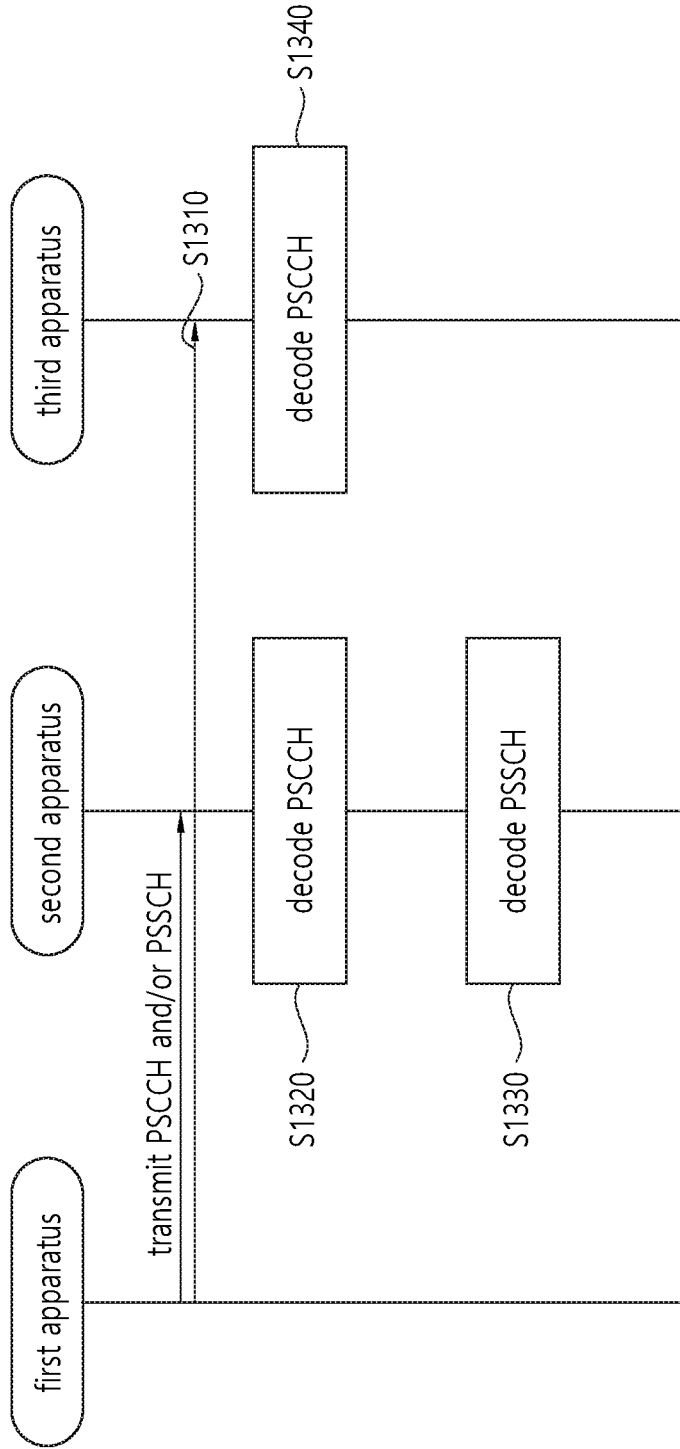 first apparatus
second apparatus
third apparatus
transmit PSCCH and/or PSSCH
S1310
S1320
decode PSCCH
decode PSCCH
S1340
S1330
decode PSSCH